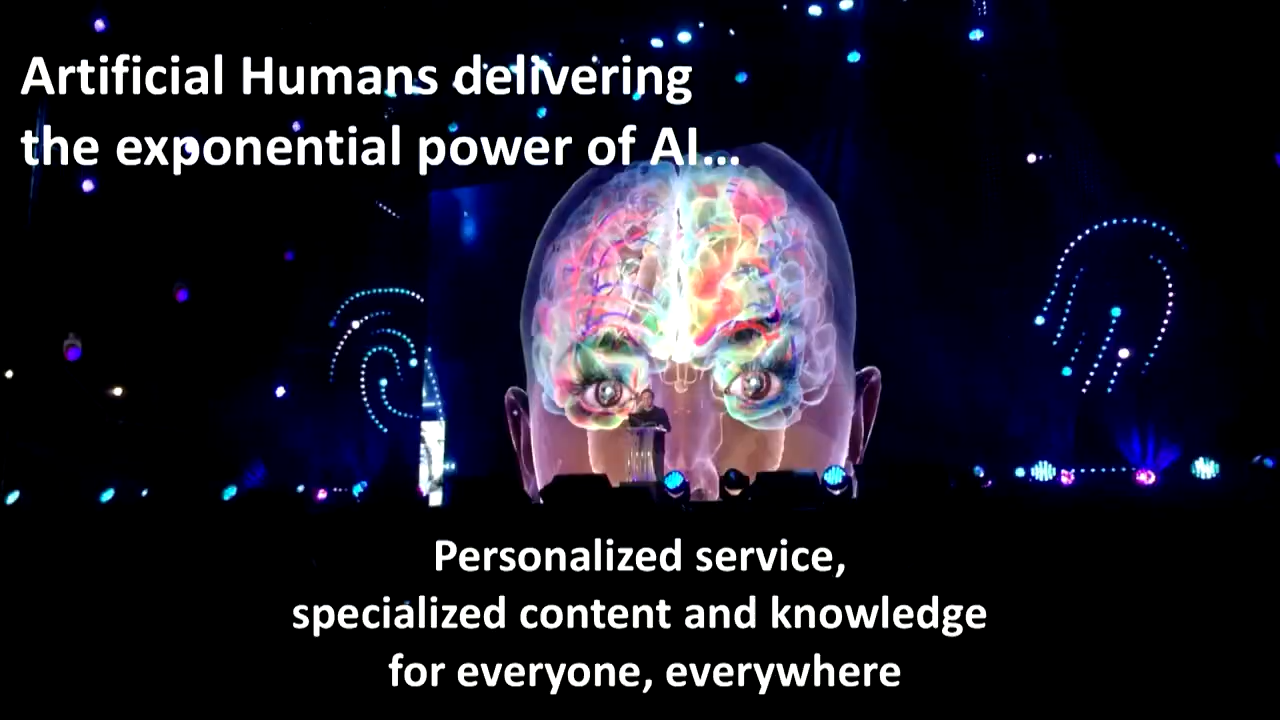 Artificial Humans delivering
the exponential power of AI...
Personalized service,
specialized content and knowledge
for everyone, everywhere